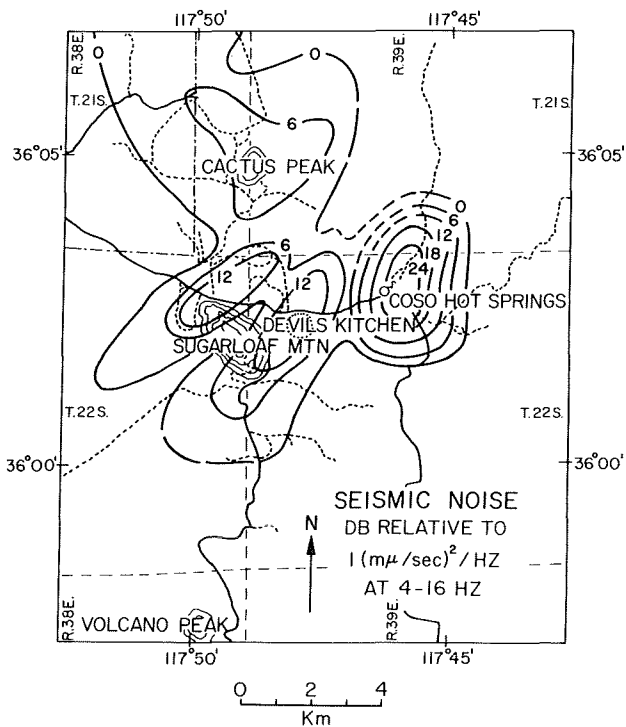 117°50' 117°45'
R.38E. O O R.39E.
T.21S. 6 T.21S.
36°05' CACTUS PEAK 36°05'
O
6
6 12
12 12 18
24
COSO HOT SPRINGS
DEVILS KITCHEN
SUGARLOAF MTN
T.22S. T.22S.
36°00' 36°00'
SEISMIC NOISE
N DB RELATIVE TO
1 (mμ/sec)²/HZ
AT 4-16 HZ
R.38E. VOLCANO PEAK R.39E.
117°50' 117°45'
0 2 4
Km